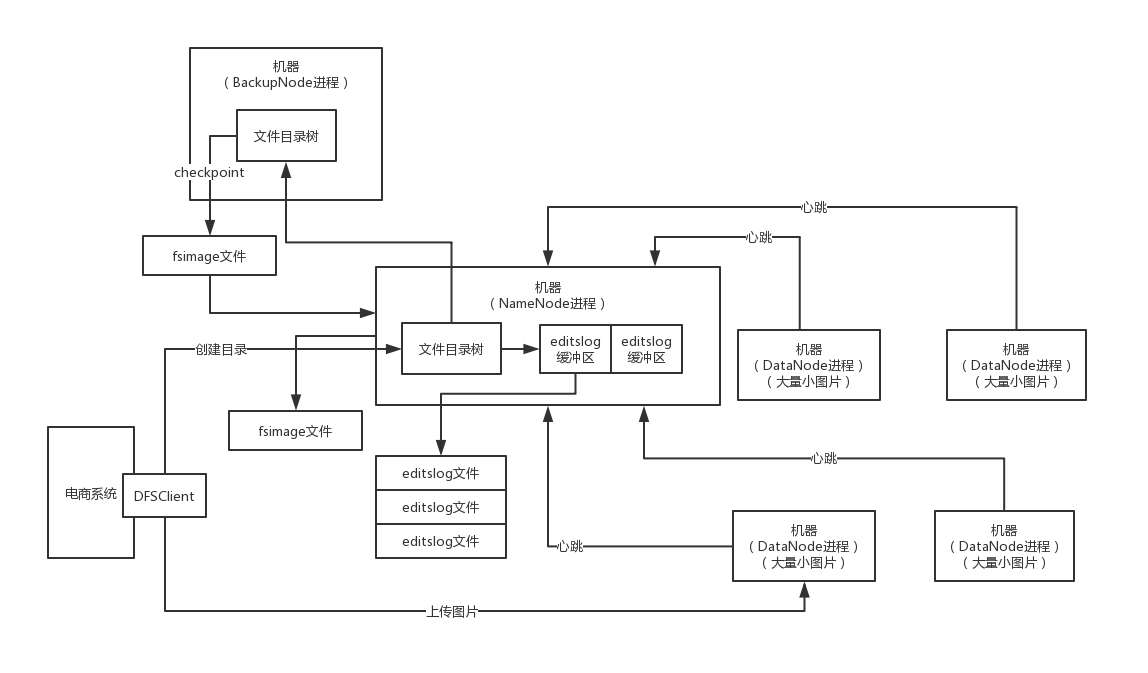 机器
（BackupNode进程）
文件目录树
checkpoint
fsimage文件
心跳
心跳
机器
（NameNode进程）
创建目录
文件目录树
editslog
缓冲区
editslog
缓冲区
机器
（DataNode进程）
（大量小图片）
机器
（DataNode进程）
（大量小图片）
fsimage文件
电商系统
DFSClient
editslog文件
editslog文件
editslog文件
心跳
心跳
机器
（DataNode进程）
（大量小图片）
机器
（DataNode进程）
（大量小图片）
上传图片